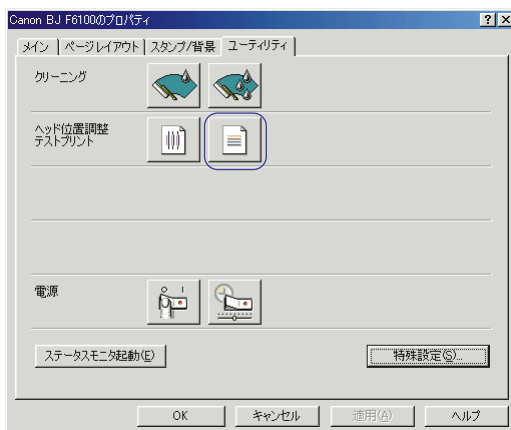 Canon BJ F6100のプロパティ
メイン ページレイアウト スタンプ/背景 ユーティリティ
クリーニング
ヘッド位置調整
テストプリント
電源
ステータスモニタ起動(E)
特殊設定(S)...
OK キャンセル 適用(A) ヘルプ